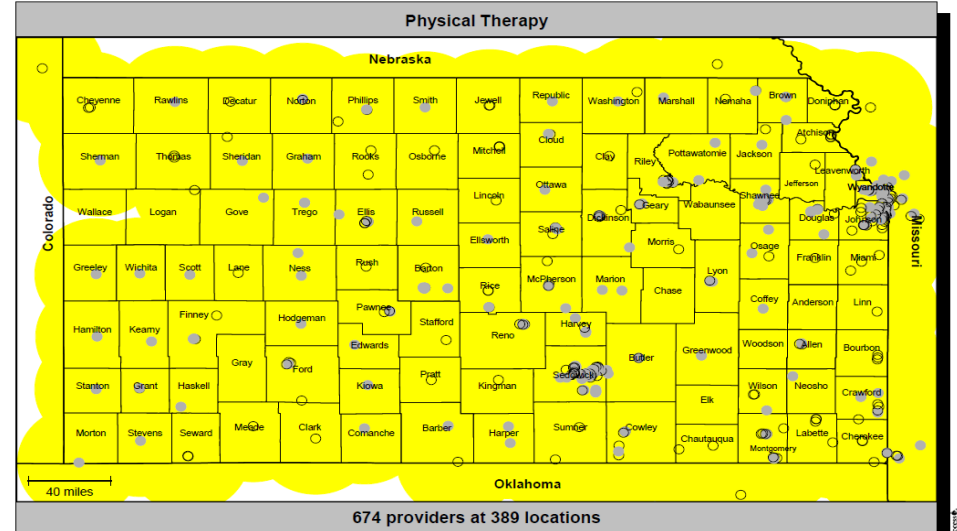 Physical Therapy
Nebraska
Cheyenne Rawlins Decatur Norton Phillips Smith Jewell Republic Washington Marshall Nemaha Brown Doniphan
Sherman Thomas Sheridan Graham Rooks Osborne Mitchell Cloud Clay Riley Pottawatomie Jackson Atchison
Jefferson Leavenworth Wyandotte
Wallace Logan Gove Trego Ellis Russell Lincoln Ottawa Dickinson Geary Wabaunsee Shawnee Douglas Johnson
Colorado
Missouri
Ellsworth Saline Morris Osage Franklin Miami
Greeley Wichita Scott Lane Ness Rush Barton Rice McPherson Marion Chase Lyon
Coffey Anderson Linn
Hamilton Kearny Finney Hodgeman Pawnee Stafford Reno Harvey
Gray Ford Edwards Butler Greenwood Woodson Allen Bourbon
Stanton Grant Haskell Kiowa Pratt Kingman Sedgwick Elk Wilson Neosho Crawford
Morton Stevens Seward Meade Clark Comanche Barber Harper Sumner Cowley Chautauqua Montgomery Labette Cherokee
40 miles
Oklahoma
674 providers at 389 locations